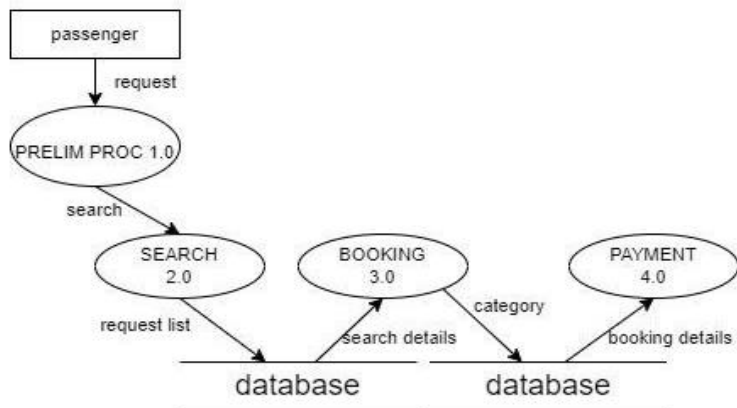 passenger
request
PRELIM PROC 1.0
search
SEARCH
2.0
BOOKING
3.0
PAYMENT
4.0
request list
search details
category
booking details
database
database